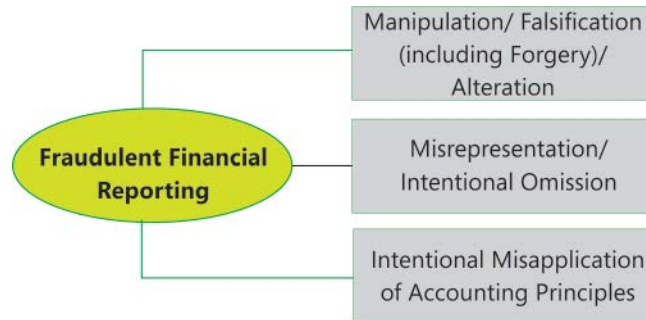 Manipulation/ Falsification
(including Forgery)/
Alteration
Fraudulent Financial
Reporting
Misrepresentation/
Intentional Omission
Intentional Misapplication
of Accounting Principles